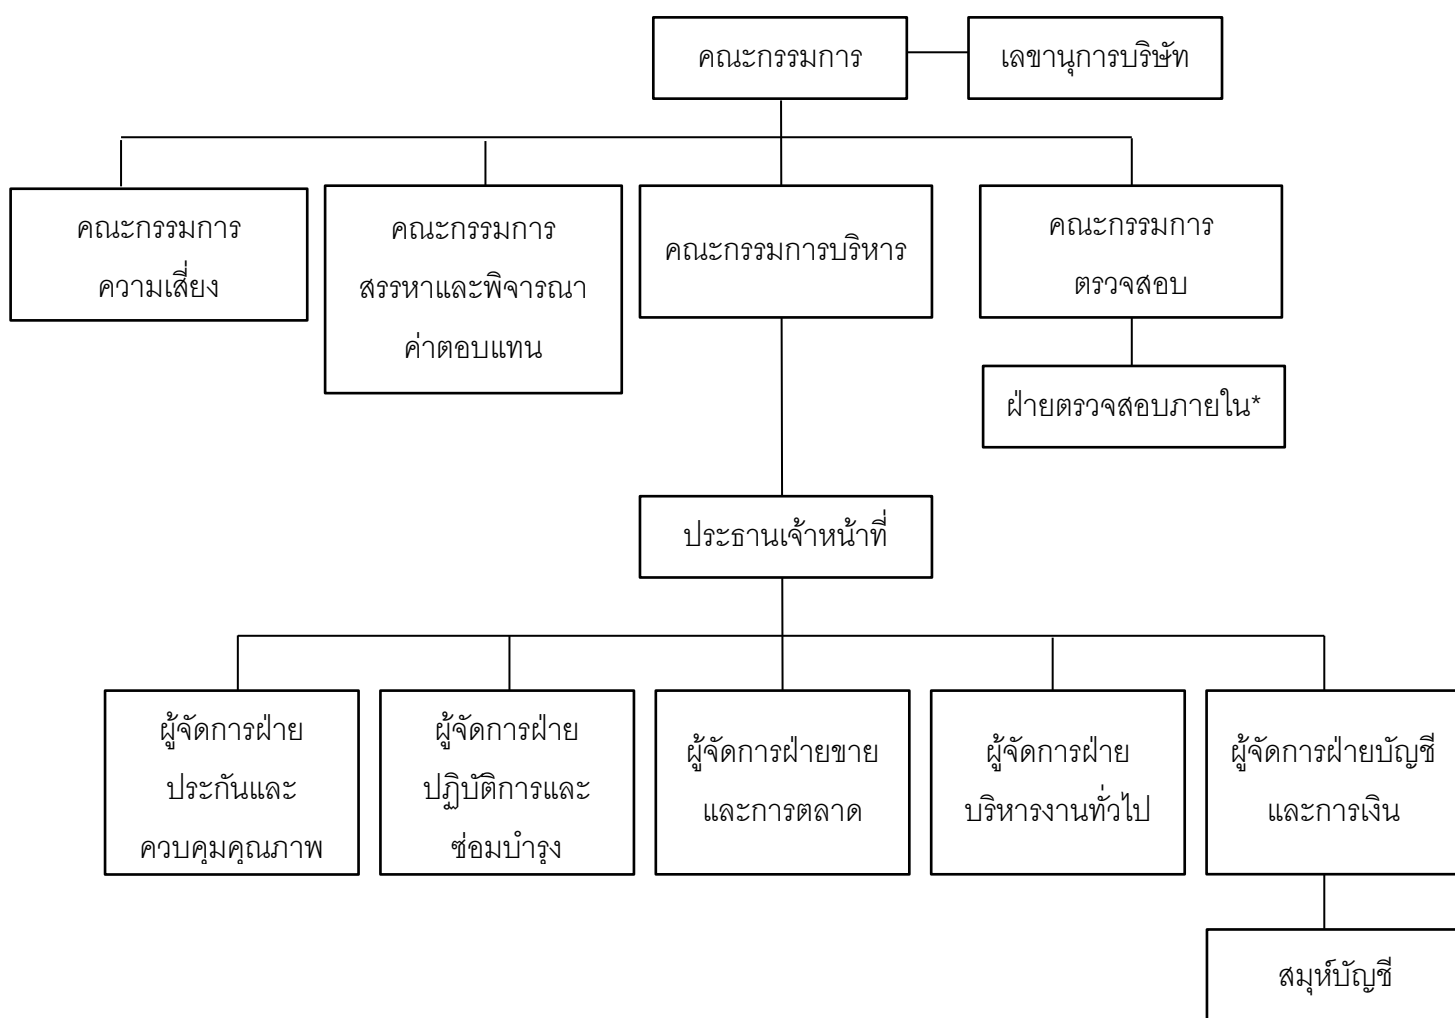 คณะกรรมการ
เลขานุการบริษัท
คณะกรรมการ
ความเสี่ยง
คณะกรรมการ
สรรหาและพิจารณา
ค่าตอบแทน
คณะกรรมการบริหาร
คณะกรรมการ
ตรวจสอบ
ฝ่ายตรวจสอบภายใน*
ประธานเจ้าหน้าที่
ผู้จัดการฝ่าย
ประกันและ
ควบคุมคุณภาพ
ผู้จัดการฝ่าย
ปฏิบัติการและ
ซ่อมบำรุง
ผู้จัดการฝ่ายขาย
และการตลาด
ผู้จัดการฝ่าย
บริหารงานทั่วไป
ผู้จัดการฝ่ายบัญชี
และการเงิน
สมุห์บัญชี